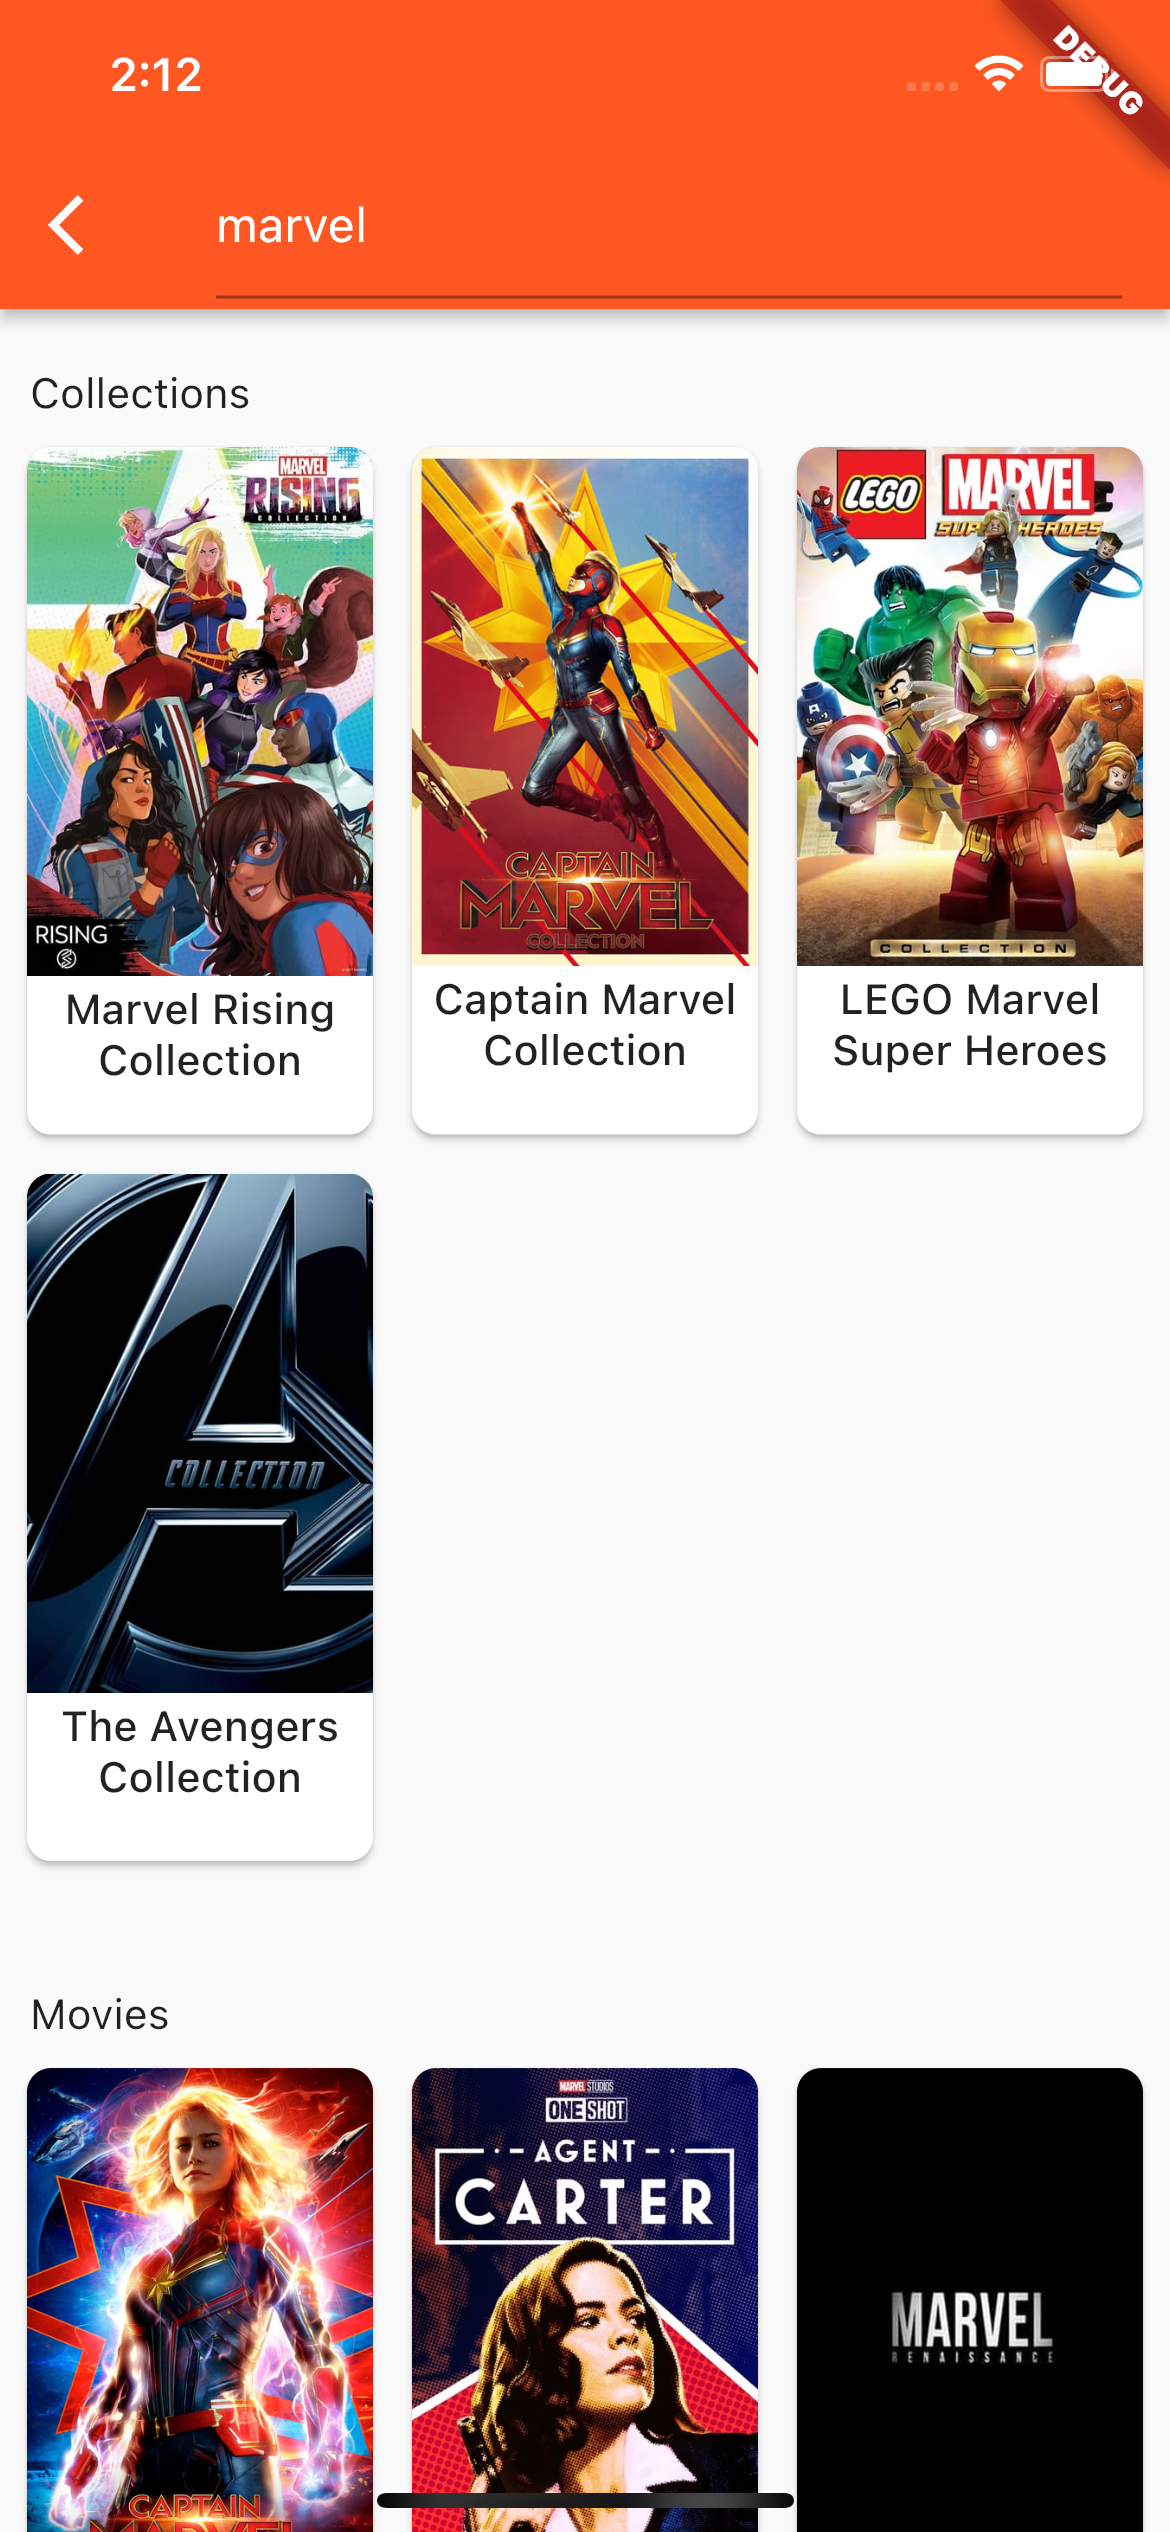 2:12
DEBUG
marvel
Collections
MARVEL
RISING
COLLECTION
RISING
Marvel Rising
Collection
CAPTAIN
MARVEL
COLLECTION
Captain Marvel
Collection
LEGO MARVEL
SUPER HEROES
COLLECTION
LEGO Marvel
Super Heroes
COLLECTION
The Avengers
Collection
Movies
CAPTAIN
MARVEL
MARVEL STUDIOS
ONE SHOT
AGENT
CARTER
MARVEL
RENAISSANCE